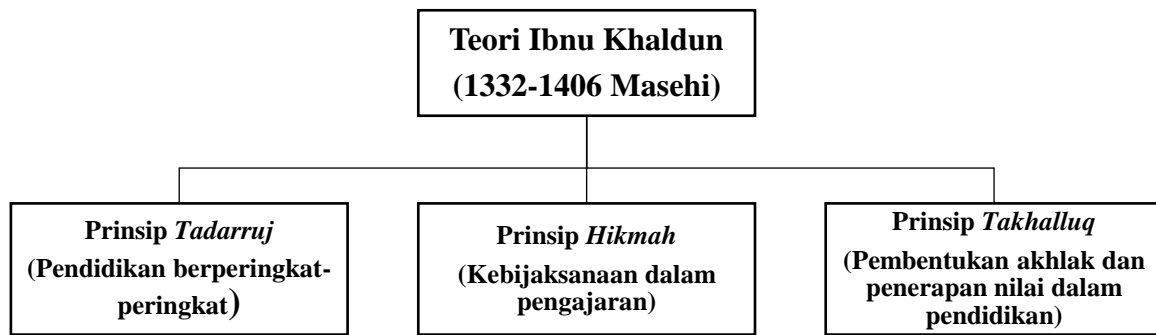 Teori Ibnu Khaldun
(1332-1406 Masehi)
Prinsip Tadarruj
(Pendidikan berperingkat-
peringkat)
Prinsip Hikmah
(Kebijaksanaan dalam
pengajaran)
Prinsip Takhalluq
(Pembentukan akhlak dan
penerapan nilai dalam
pendidikan)